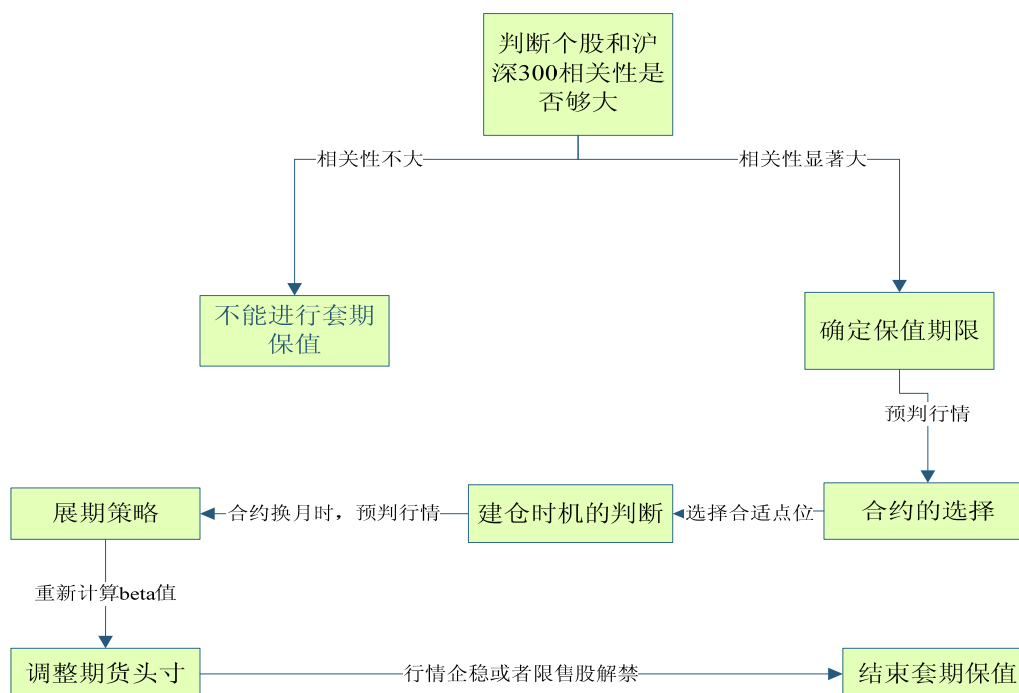 判断个股和沪
深300相关性是
否够大
相关性不大
相关性显著大
不能进行套期
保值
确定保值期限
预判行情
展期策略
合约换月时，预判行情
建仓时机的判断
选择合适点位
合约的选择
重新计算beta值
调整期货头寸
行情企稳或者限售股解禁
结束套期保值